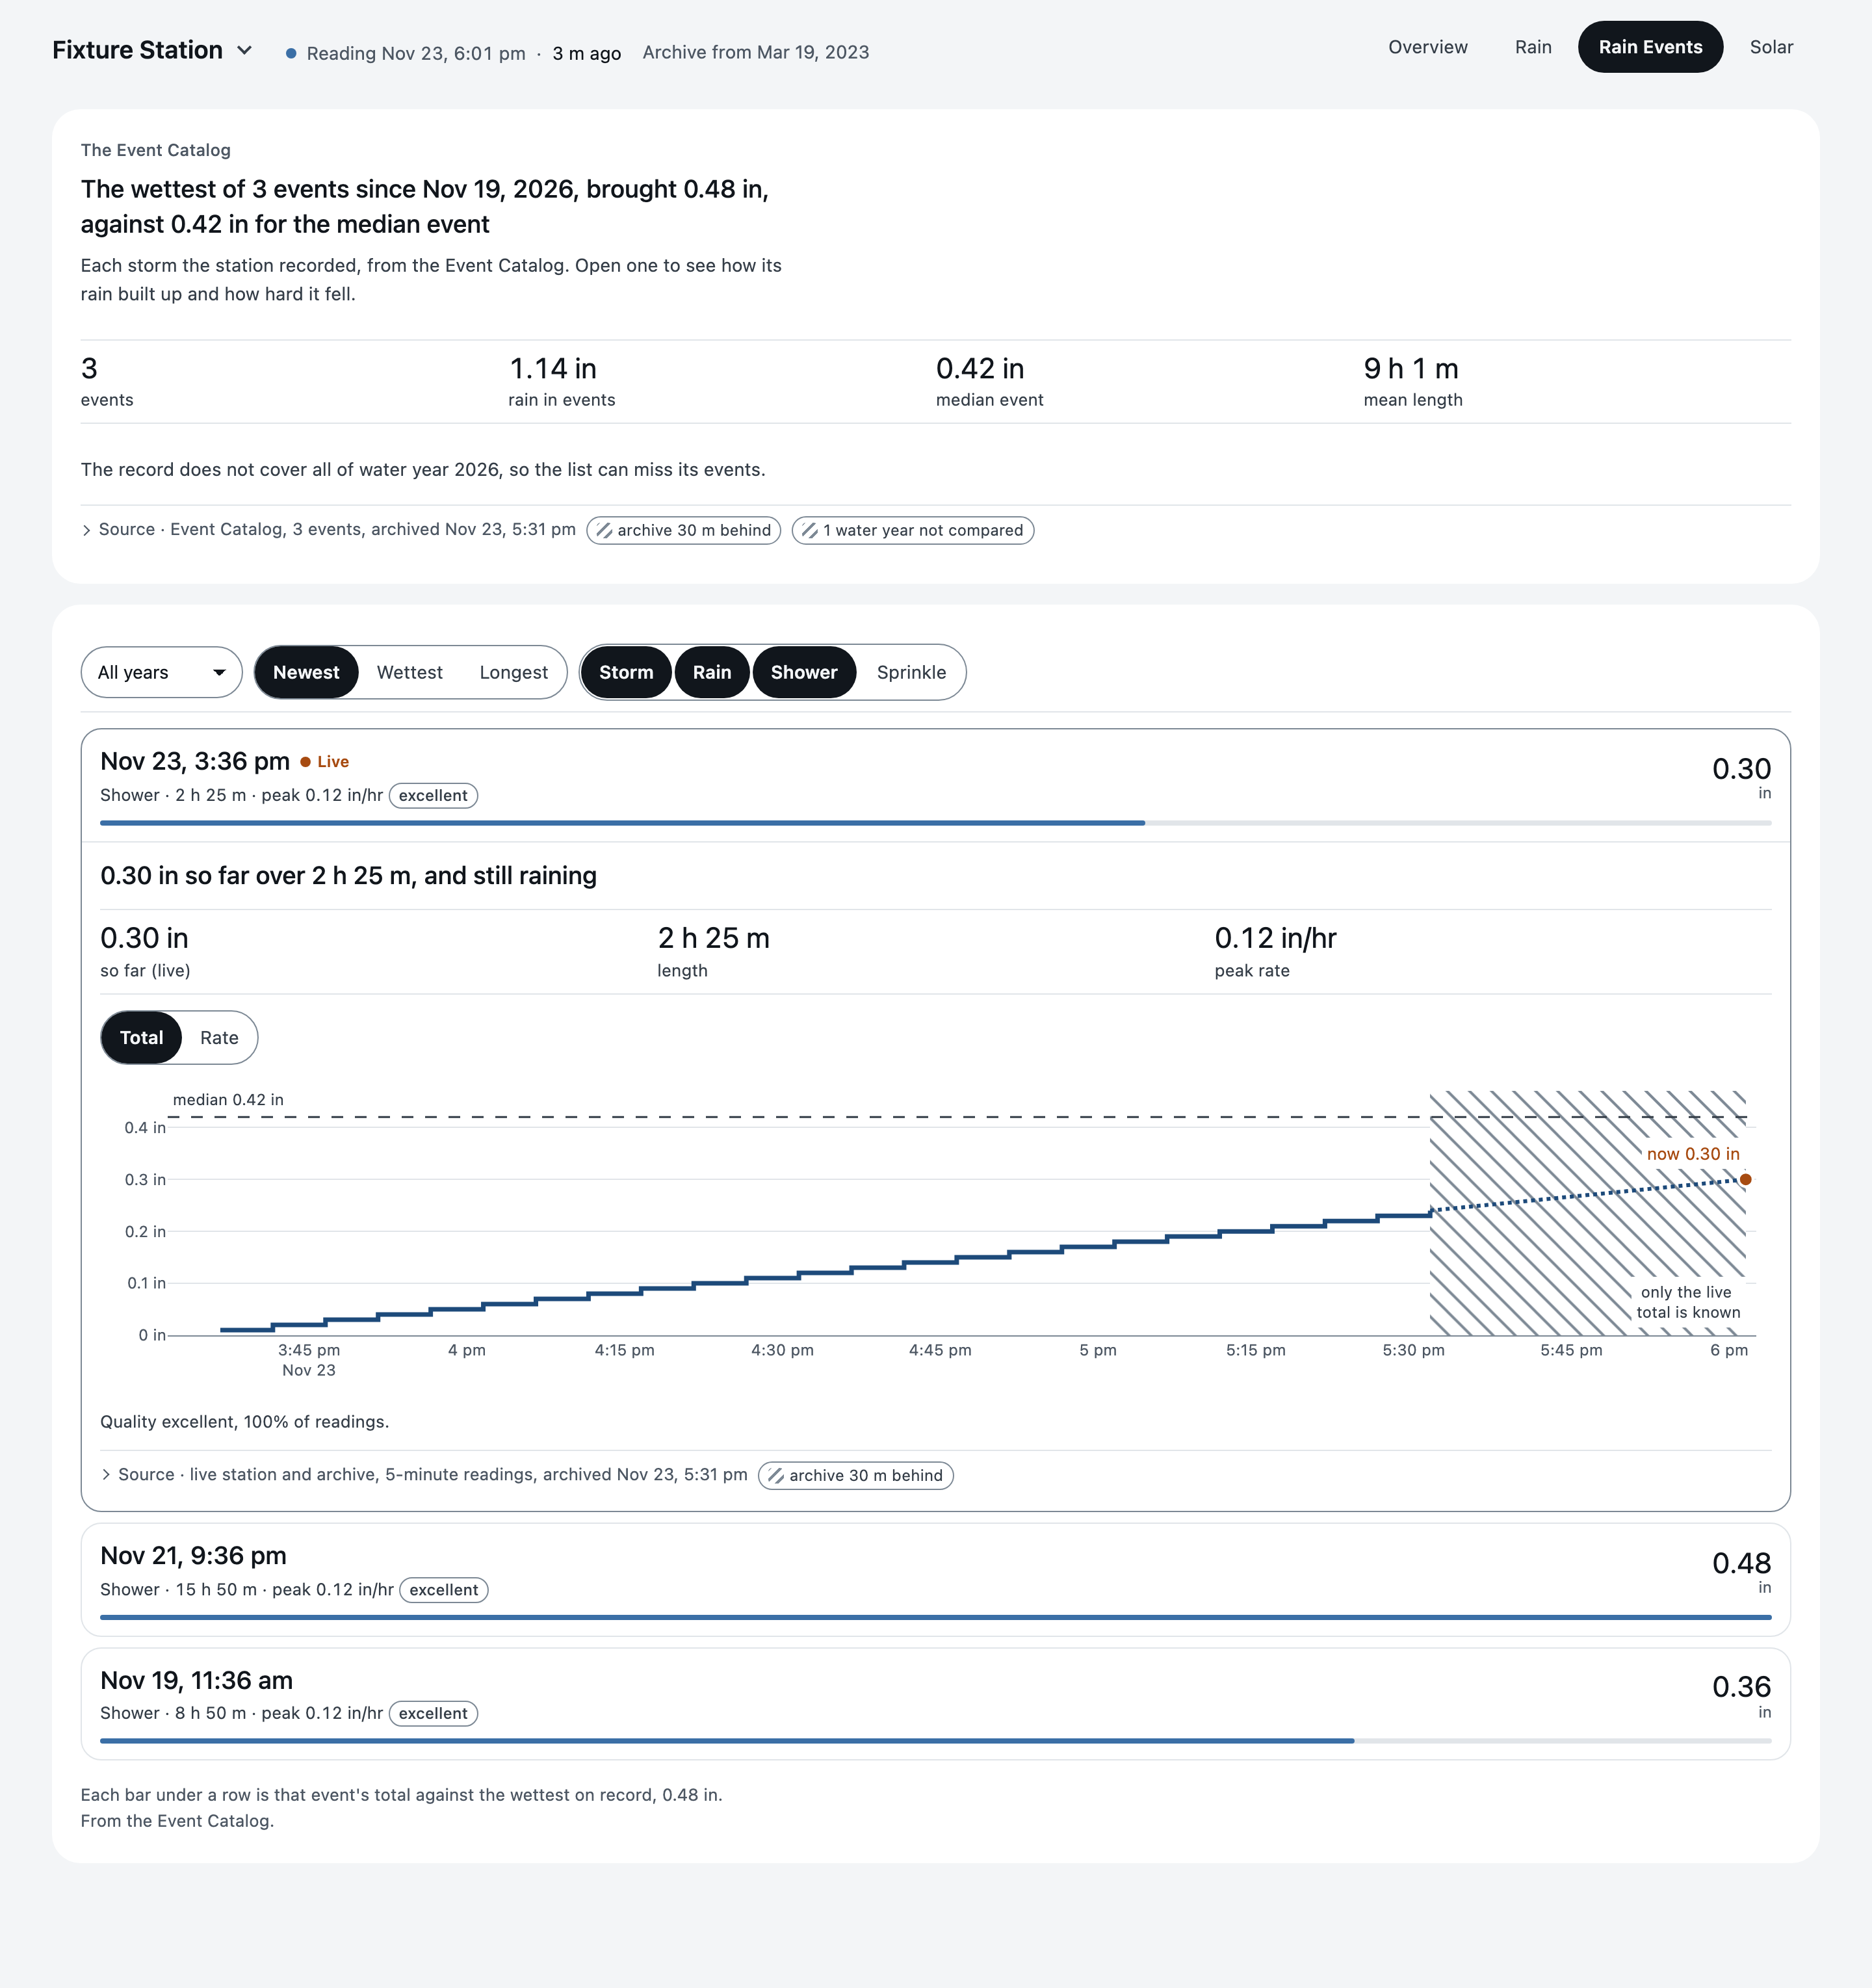 Fixture Station
Reading Nov 23, 6:01 pm · 3 m ago
Archive from Mar 19, 2023
Overview
Rain
Rain Events
Solar
The Event Catalog
The wettest of 3 events since Nov 19, 2026, brought 0.48 in,
against 0.42 in for the median event
Each storm the station recorded, from the Event Catalog. Open one to see how its
rain built up and how hard it fell.
3
events
1.14 in
rain in events
0.42 in
median event
9 h 1 m
mean length
The record does not cover all of water year 2026, so the list can miss its events.
Source · Event Catalog, 3 events, archived Nov 23, 5:31 pm
archive 30 m behind
1 water year not compared
All years
Newest
Wettest
Longest
Storm
Rain
Shower
Sprinkle
Nov 23, 3:36 pm
Live
Shower · 2 h 25 m · peak 0.12 in/hr
excellent
0.30
in
0.30 in so far over 2 h 25 m, and still raining
0.30 in
so far (live)
2 h 25 m
length
0.12 in/hr
peak rate
Total
Rate
median 0.42 in
0.4 in
now 0.30 in
0.3 in
0.2 in
0.1 in
only the live
total is known
0 in
3:45 pm
Nov 23
4 pm
4:15 pm
4:30 pm
4:45 pm
5 pm
5:15 pm
5:30 pm
5:45 pm
6 pm
Quality excellent, 100% of readings.
Source · live station and archive, 5-minute readings, archived Nov 23, 5:31 pm
archive 30 m behind
Nov 21, 9:36 pm
Shower · 15 h 50 m · peak 0.12 in/hr
excellent
0.48
in
Nov 19, 11:36 am
Shower · 8 h 50 m · peak 0.12 in/hr
excellent
0.36
in
Each bar under a row is that event's total against the wettest on record, 0.48 in.
From the Event Catalog.